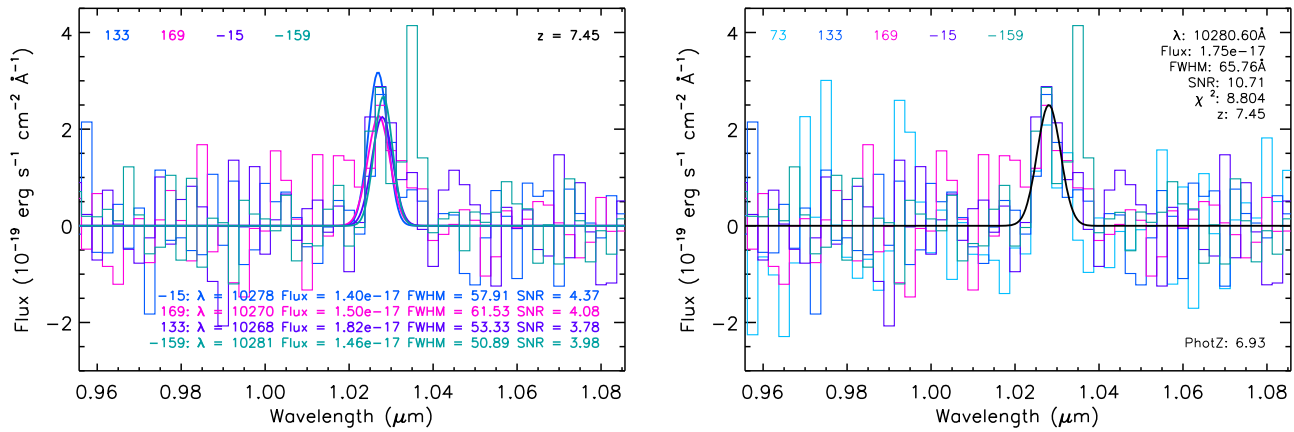 133 169 -15 -159 z = 7.45
4
2
0
-2
Flux (10^-19 erg s^-1 cm^-2 Å^-1)
-15: λ = 10278 Flux = 1.40e-17 FWHM = 57.91 SNR = 4.37
169: λ = 10270 Flux = 1.50e-17 FWHM = 61.53 SNR = 4.08
133: λ = 10268 Flux = 1.82e-17 FWHM = 53.33 SNR = 3.78
-159: λ = 10281 Flux = 1.46e-17 FWHM = 50.89 SNR = 3.98
0.96 0.98 1.00 1.02 1.04 1.06 1.08
Wavelength (μm)
73 133 169 -15 -159
λ: 10280.60Å
Flux: 1.75e-17
FWHM: 65.76Å
SNR: 10.71
χ²: 8.804
z: 7.45
4
2
0
-2
Flux (10^-19 erg s^-1 cm^-2 Å^-1)
PhotZ: 6.93
0.96 0.98 1.00 1.02 1.04 1.06 1.08
Wavelength (μm)